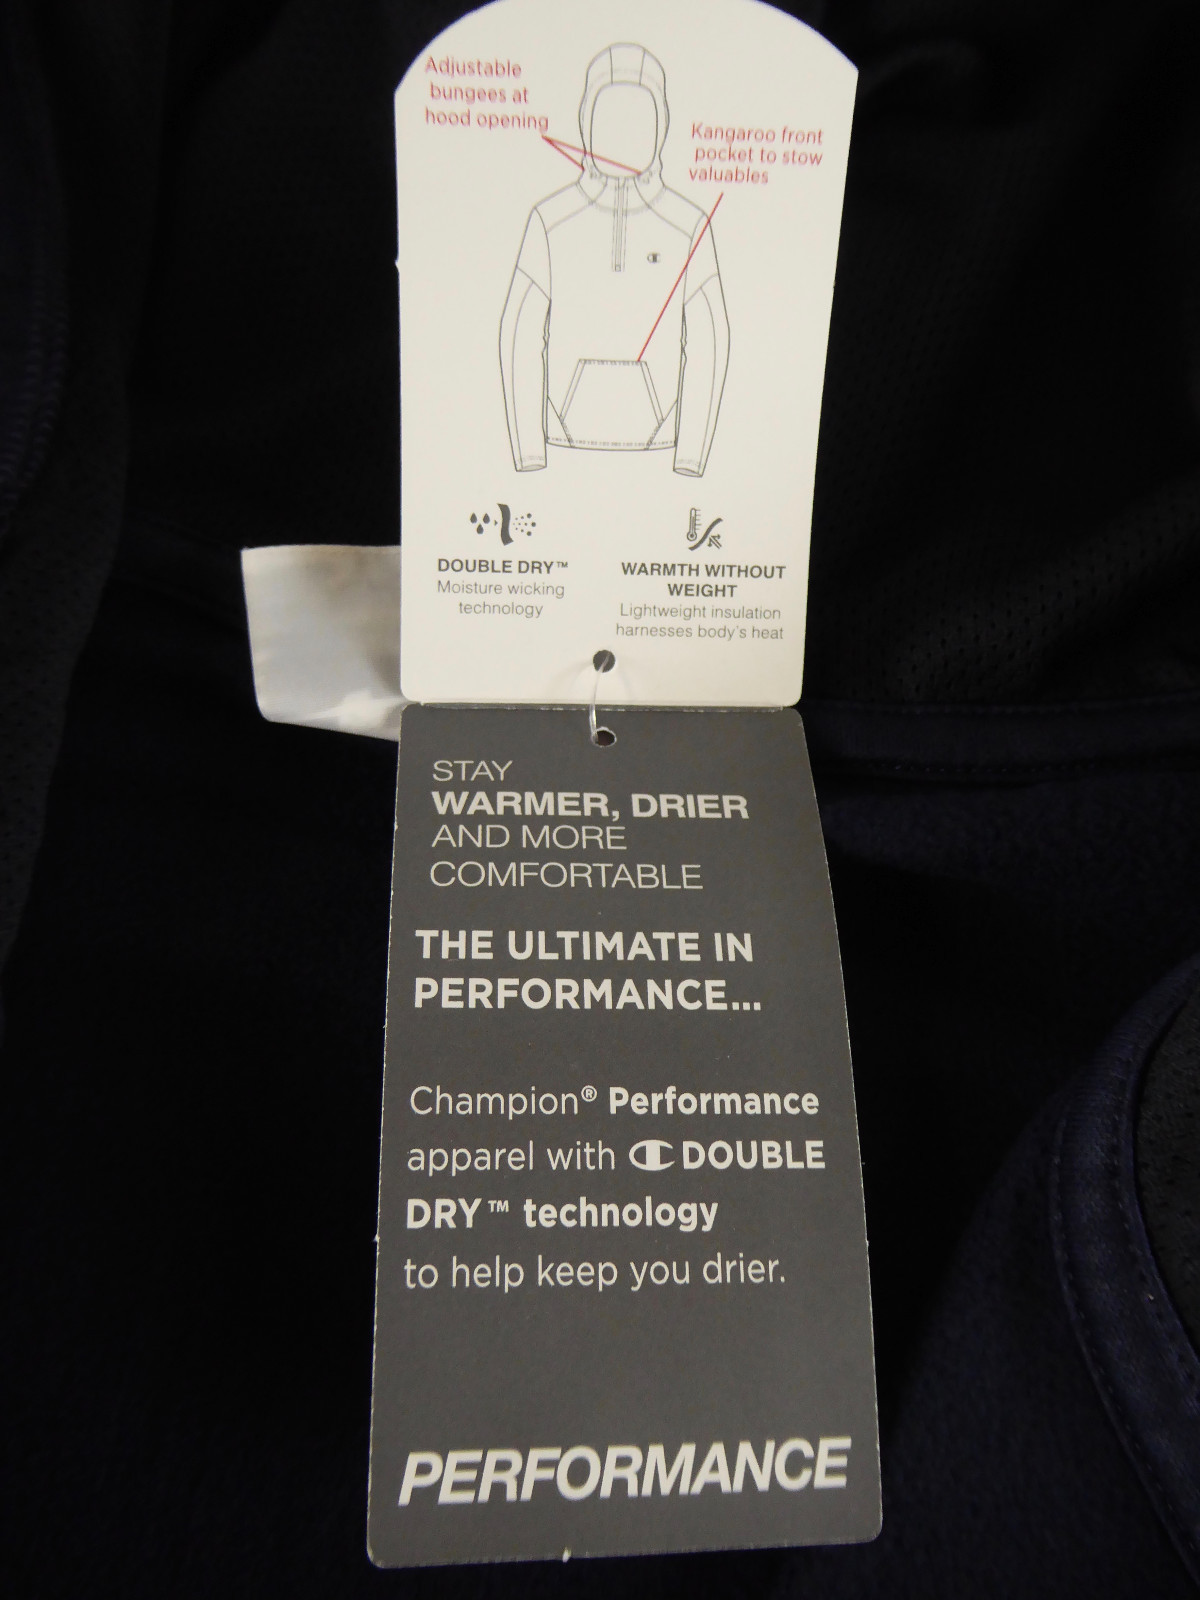 Adjustable
bungees at
hood opening
Kangaroo front
pocket to stow
valuables
DOUBLE DRY™
Moisture wicking
technology
WARMTH WITHOUT
WEIGHT
Lightweight insulation
harnesses body's heat
STAY
WARMER, DRIER
AND MORE
COMFORTABLE
THE ULTIMATE IN
PERFORMANCE...
Champion® Performance
apparel with C DOUBLE
DRY™ technology
to help keep you drier.
PERFORMANCE